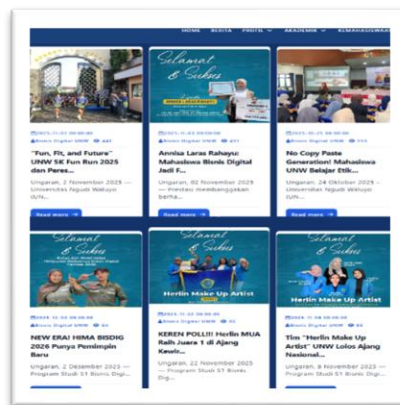 HOME BERITA PROFIL AKADEMIK KEMAHASISWAAN
Selamat
& Sukses
2025-11-03 00:00:00
Bisnis Digital UNW
"Fun, Fit, and Future"
UNW 5K Fun Run 2025
dan Peres...
Ungaran, 2 November 2025 —
Universitas Ngudi Waluyo
(UN...
Read more →
2025-11-03 00:00:00
Bisnis Digital UNW
Annisa Laras Rahayu:
Mahasiswa Bisnis Digital
Jadi F...
Ungaran, 02 November 2025
— Prestasi membanggakan
berha...
Read more →
2025-10-25 00:00:00
Bisnis Digital UNW
No Copy Paste
Generation! Mahasiswa
UNW Belajar Etik...
Ungaran, 24 Oktober 2025 –
Universitas Ngudi Waluyo
(UN...
Read more →
Selamat
& Sukses
Bisnis Digital UNW
NEW ERA! HIMA BISDIG
2026 Punya Pemimpin
Baru
Ungaran, 2 Desember 2025 —
Program Studi S1 Bisnis Digi...
Selamat
& Sukses
Herlin Make Up Artist
Bisnis Digital UNW
KEREN POLL!!! Herlin MUA
Raih Juara 1 di Ajang
Kewir...
Ungaran, 22 November 2025
— Program Studi S1 Bisnis
Dig...
Selamat
& Sukses
Herlin Make Up Artist
Bisnis Digital UNW
Tim "Herlin Make Up
Artist" UNW Lolos Ajang
Nasional...
Ungaran, 8 November 2025 —
Program Studi S1 Bisnis Digi...